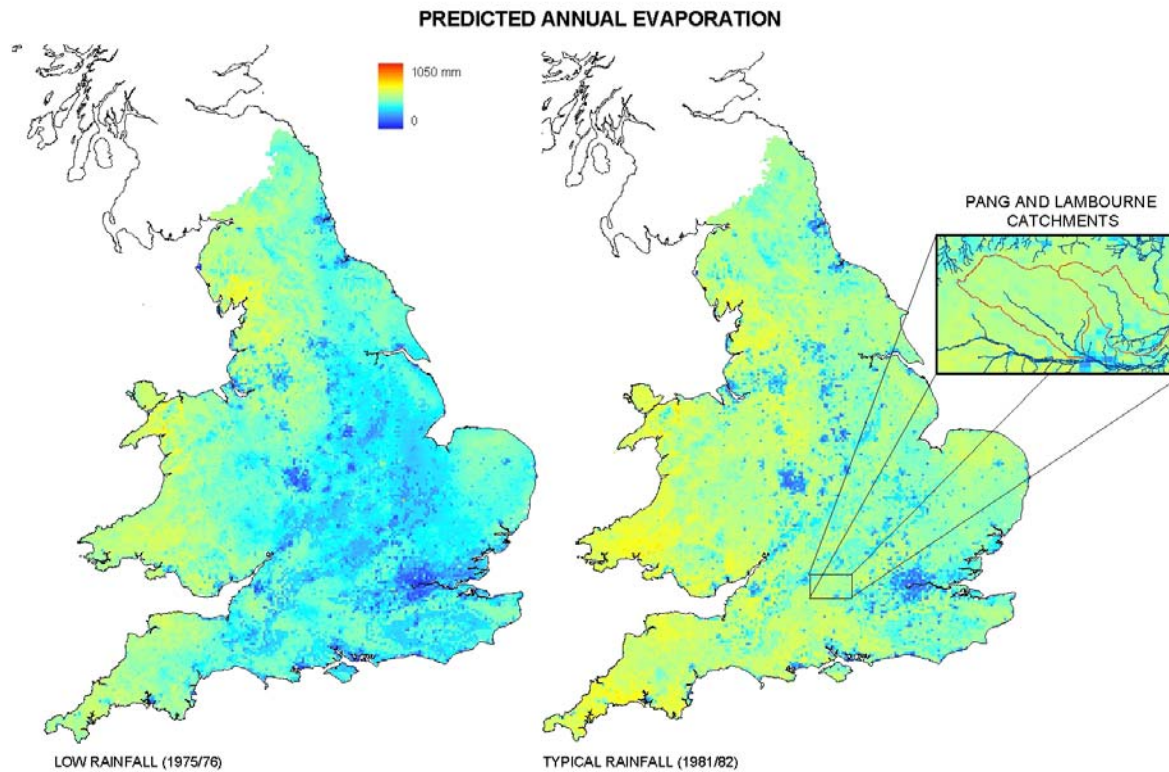 PREDICTED ANNUAL EVAPORATION
1050 mm
0
PANG AND LAMBOURNE
CATCHMENTS
LOW RAINFALL (1975/76)
TYPICAL RAINFALL (1981/82)